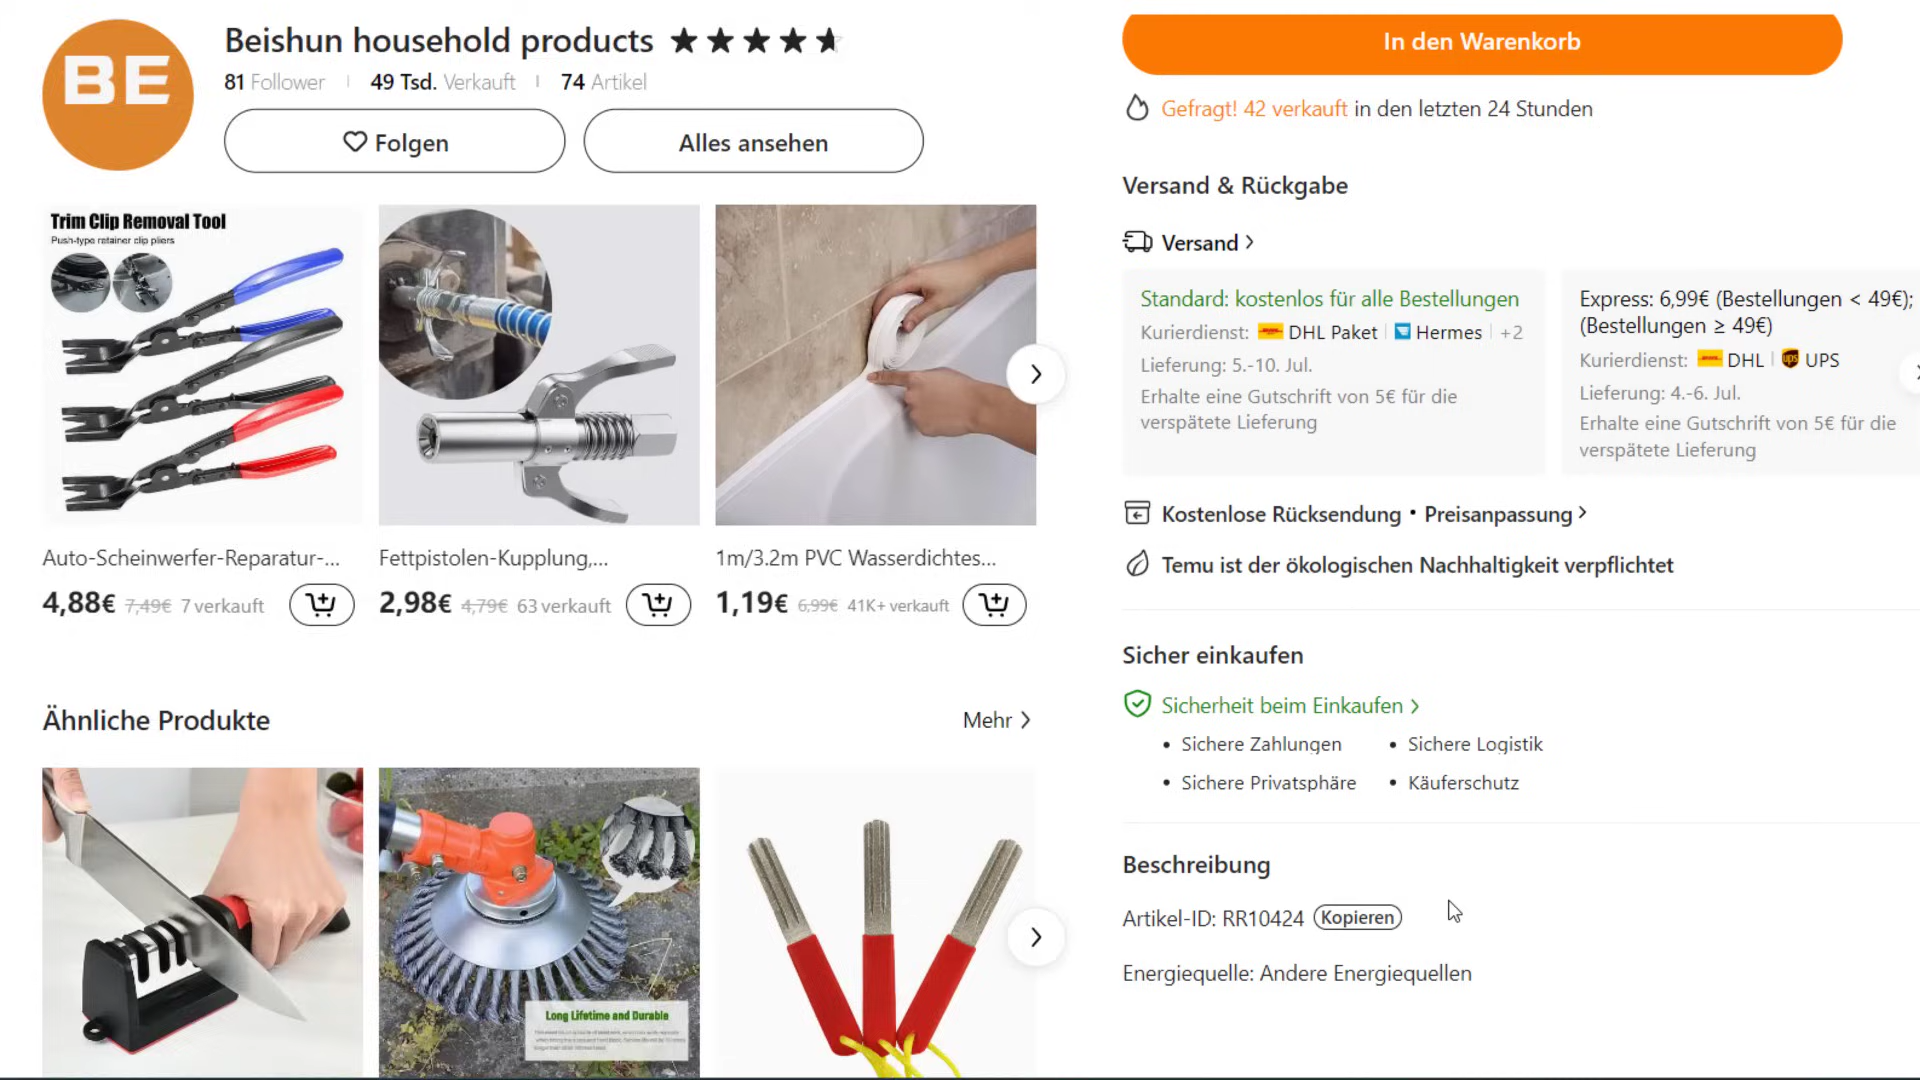 BE
Beishun household products
81 Follower
49 Tsd. Verkauft
74 Artikel
Folgen
Alles ansehen
Trim Clip Removal Tool
Push-type retainer clip pliers
Auto-Scheinwerfer-Reparatur-...
4,88€ 7,49€ 7 verkauft
Fettpistolen-Kupplung,...
2,98€ 4,79€ 63 verkauft
1m/3.2m PVC Wasserdichtes...
1,19€ 6,99€ 41K+ verkauft
Ähnliche Produkte
Mehr
Long Lifetime and Durable
In den Warenkorb
Gefragt! 42 verkauft in den letzten 24 Stunden
Versand & Rückgabe
Versand
Standard: kostenlos für alle Bestellungen
Kurierdienst: DHL Paket Hermes +2
Lieferung: 5.-10. Jul.
Erhalte eine Gutschrift von 5€ für die
verspätete Lieferung
Express: 6,99€ (Bestellungen < 49€);
(Bestellungen ≥ 49€)
Kurierdienst: DHL UPS
Lieferung: 4.-6. Jul.
Erhalte eine Gutschrift von 5€ für die
verspätete Lieferung
Kostenlose Rücksendung • Preisanpassung
Temu ist der ökologischen Nachhaltigkeit verpflichtet
Sicher einkaufen
Sicherheit beim Einkaufen
• Sichere Zahlungen
• Sichere Logistik
• Sichere Privatsphäre
• Käuferschutz
Beschreibung
Artikel-ID: RR10424 Kopieren
Energiequelle: Andere Energiequellen